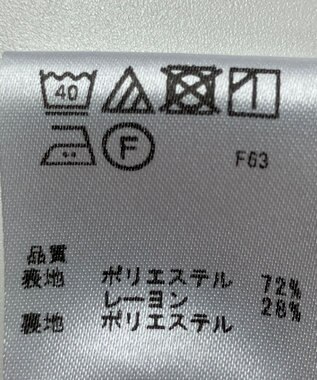 40
F F63
品質
表地 ポリエステル 72%
レーヨン 28%
裏地 ポリエステル